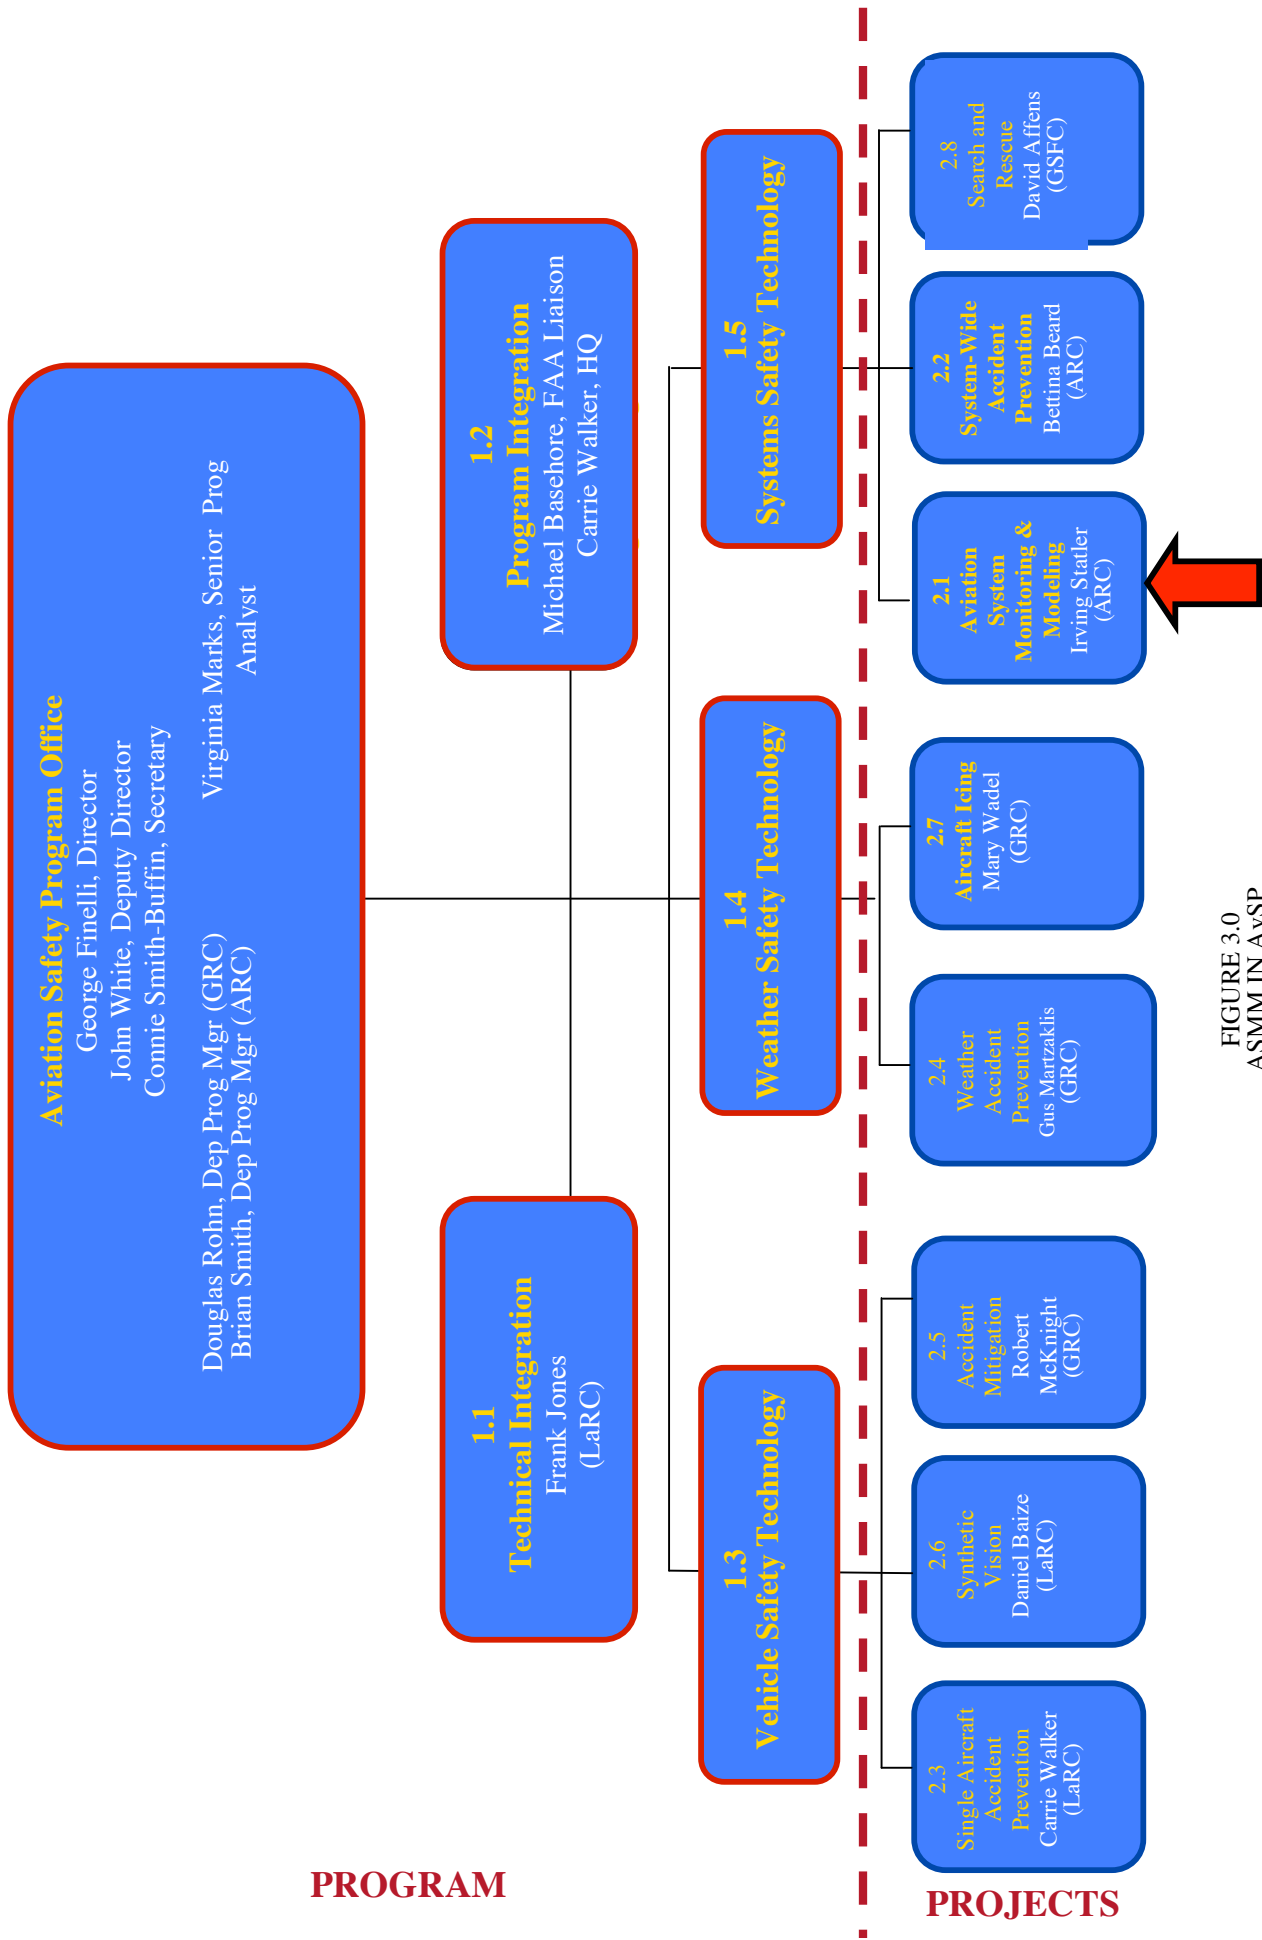 Aviation Safety Program Office
George Finelli, Director
John White, Deputy Director
Connie Smith-Buffin, Secretary
Douglas Rohn, Dep Prog Mgr (GRC)
Brian Smith, Dep Prog Mgr (ARC)
Virginia Marks, Senior Prog
Analyst
1.1
Technical Integration
Frank Jones
(LaRC)
1.2
Program Integration
Michael Basehore, FAA Liaison
Carrie Walker, HQ
1.3
Vehicle Safety Technology
1.4
Weather Safety Technology
1.5
Systems Safety Technology
PROGRAM
PROJECTS
2.3
Single Aircraft
Accident
Prevention
Carrie Walker
(LaRC)
2.6
Synthetic
Vision
Daniel Baize
(LaRC)
2.5
Accident
Mitigation
Robert
McKnight
(GRC)
2.4
Weather
Accident
Prevention
Gus Martzaklis
(GRC)
2.7
Aircraft Icing
Mary Wadel
(GRC)
2.1
Aviation
System
Monitoring &
Modeling
Irving Statler
(ARC)
2.2
System-Wide
Accident
Prevention
Bettina Beard
(ARC)
2.8
Search and
Rescue
David Affens
(GSFC)
FIGURE 3.0
ASMM IN AvSP